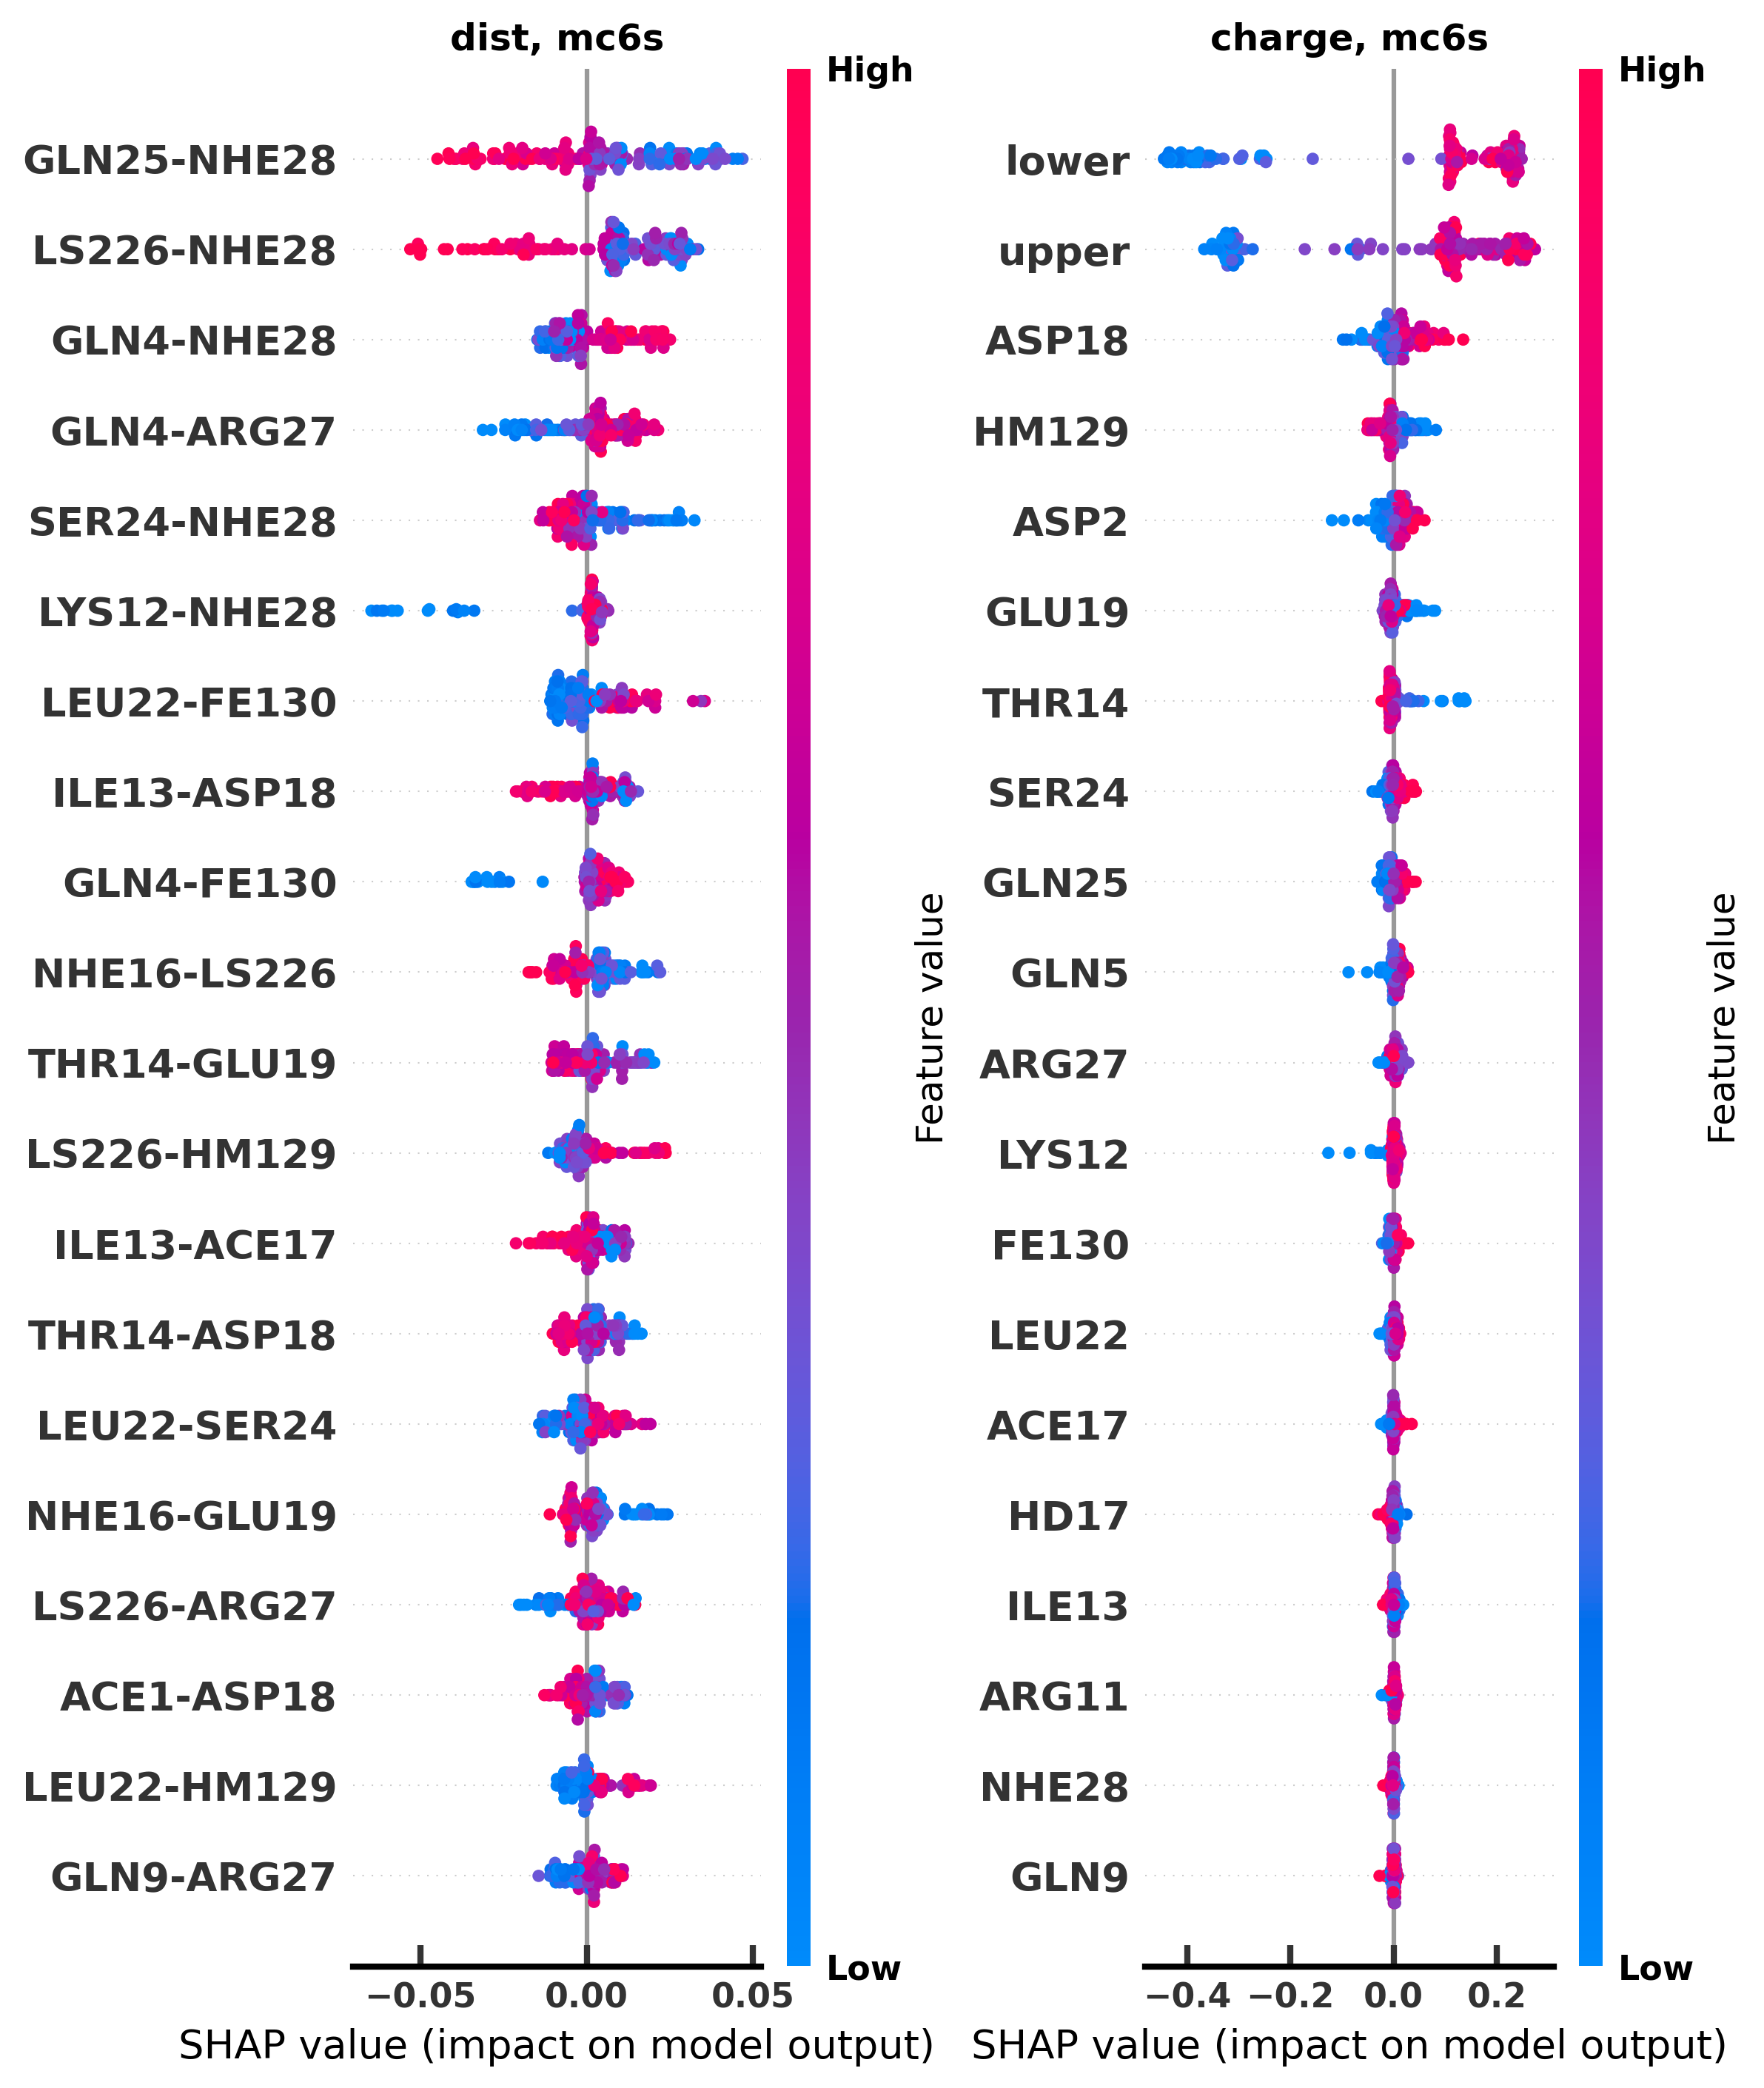 dist, mc6s
High
GLN25-NHE28
LS226-NHE28
GLN4-NHE28
GLN4-ARG27
SER24-NHE28
LYS12-NHE28
LEU22-FE130
ILE13-ASP18
GLN4-FE130
NHE16-LS226
THR14-GLU19
LS226-HM129
ILE13-ACE17
THR14-ASP18
LEU22-SER24
NHE16-GLU19
LS226-ARG27
ACE1-ASP18
LEU22-HM129
GLN9-ARG27
Feature value
Low
−0.05 0.00 0.05
SHAP value (impact on model output)
charge, mc6s
High
lower
upper
ASP18
HM129
ASP2
GLU19
THR14
SER24
GLN25
GLN5
ARG27
LYS12
FE130
LEU22
ACE17
HD17
ILE13
ARG11
NHE28
GLN9
Feature value
Low
−0.4 −0.2 0.0 0.2
SHAP value (impact on model output)